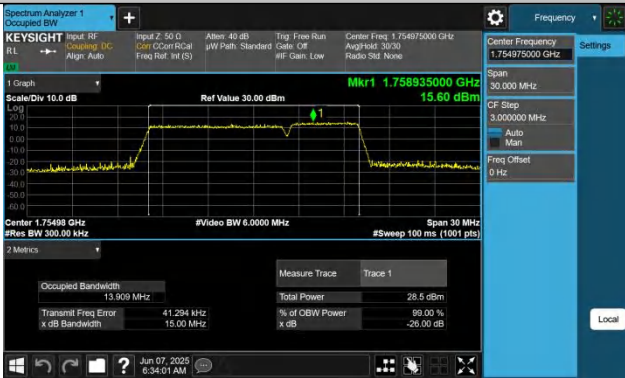 Spectrum Analyzer 1
Occupied BW
Frequency
KEYSIGHT
RL
Input: RF
Coupling: DC
Align: Auto
Input Z: 50 Ω
Corr CCorr RCal
Freq Ref: Int (S)
Atten: 40 dB
µW Path: Standard
Trig: Free Run
Gate: Off
#IF Gain: Low
Center Freq: 1.754975000 GHz
Avg|Hold: 30/30
Radio Std: None
Center Frequency
1.754975000 GHz
Settings
Span
30.000 MHz
CF Step
3.000000 MHz
Auto
Man
Freq Offset
0 Hz
Local
1 Graph
Mkr1 1.758935000 GHz
Scale/Div 10.0 dB
Ref Value 30.00 dBm
15.60 dBm
Log
20.0
10.0
0.00
-10.0
-20.0
-30.0
-40.0
-50.0
-60.0
1
Center 1.75498 GHz
#Video BW 6.0000 MHz
Span 30 MHz
#Res BW 300.00 kHz
#Sweep 100 ms (1001 pts)
2 Metrics
Measure Trace
Trace 1
Occupied Bandwidth
13.909 MHz
Total Power
28.5 dBm
Transmit Freq Error
41.294 kHz
% of OBW Power
99.00 %
x dB Bandwidth
15.00 MHz
x dB
-26.00 dB
Jun 07, 2025
6:34:01 AM